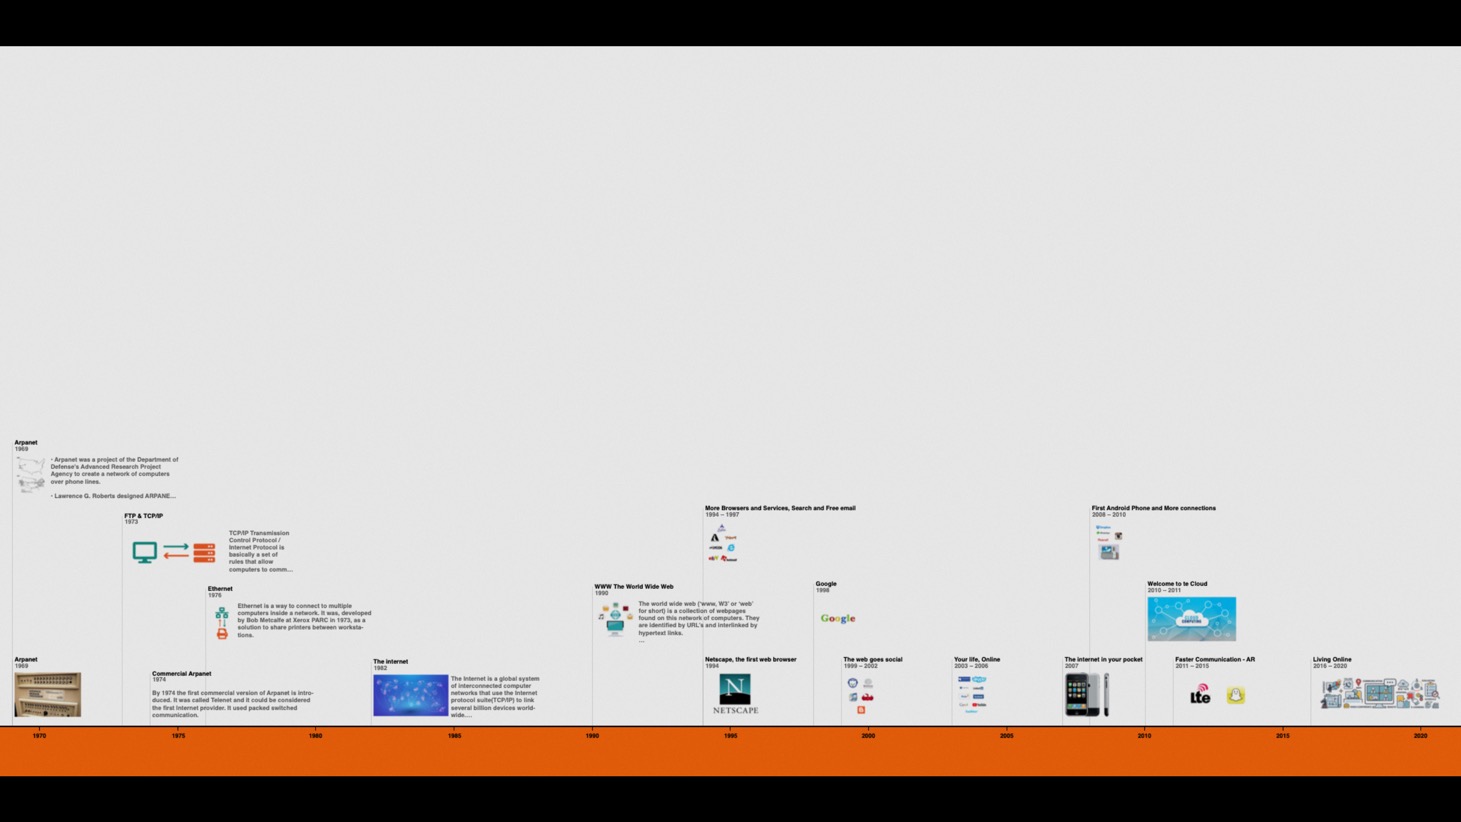 Arpanet
1969
• Arpanet was a project of the Department of
Defense's Advanced Research Project
Agency to create a network of computers
over phone lines.
• Lawrence G. Roberts designed ARPANE...
FTP & TCP/IP
1973
TCP/IP Transmission
Control Protocol /
Internet Protocol is
basically a set of
rules that allow
computers to comm...
Ethernet
1976
Ethernet is a way to connect to multiple
computers inside a network. It was, developed
by Bob Metcalfe at Xerox PARC in 1973, as a
solution to share printers between worksta-
tions.
Arpanet
1969
Commercial Arpanet
1974
By 1974 the first commercial version of Arpanet is intro-
duced. It was called Telenet and it could be considered
the first Internet provider. It used packed switched
communication.
The internet
1982
The Internet is a global system
of interconnected computer
networks that use the Internet
protocol suite(TCP/IP) to link
several billion devices world-
wide....
WWW The World Wide Web
1990
The world wide web ('www, W3' or 'web'
for short) is a collection of webpages
found on this network of computers. They
are identified by URL's and interlinked by
hypertext links.
...
More Browsers and Services, Search and Free email
1994 – 1997
Netscape, the first web browser
1994
N
NETSCAPE
Google
1998
Google
The web goes social
1999 – 2002
Your life, Online
2003 – 2006
The internet in your pocket
2007
First Android Phone and More connections
2008 – 2010
Welcome to te Cloud
2010 – 2011
CLOUD
COMPUTING
Faster Communication - AR
2011 – 2015
lte
Living Online
2016 – 2020
1970
1975
1980
1985
1990
1995
2000
2005
2010
2015
2020